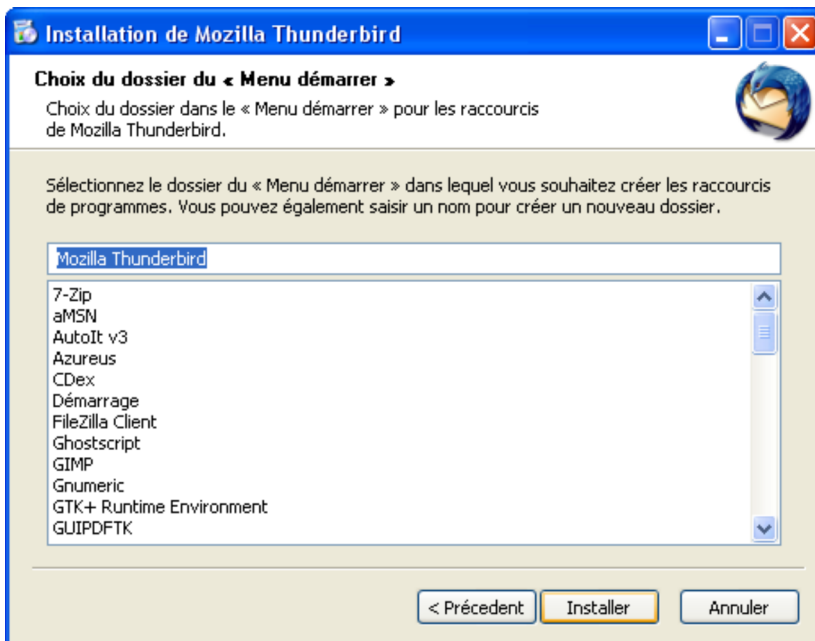 Installation de Mozilla Thunderbird
Choix du dossier du « Menu démarrer »
Choix du dossier dans le « Menu démarrer » pour les raccourcis
de Mozilla Thunderbird.
Sélectionnez le dossier du « Menu démarrer » dans lequel vous souhaitez créer les raccourcis
de programmes. Vous pouvez également saisir un nom pour créer un nouveau dossier.
Mozilla Thunderbird
7-Zip
aMSN
AutoIt v3
Azureus
CDex
Démarrage
FileZilla Client
Ghostscript
GIMP
Gnumeric
GTK+ Runtime Environment
GUIPDFTK
< Précedent
Installer
Annuler